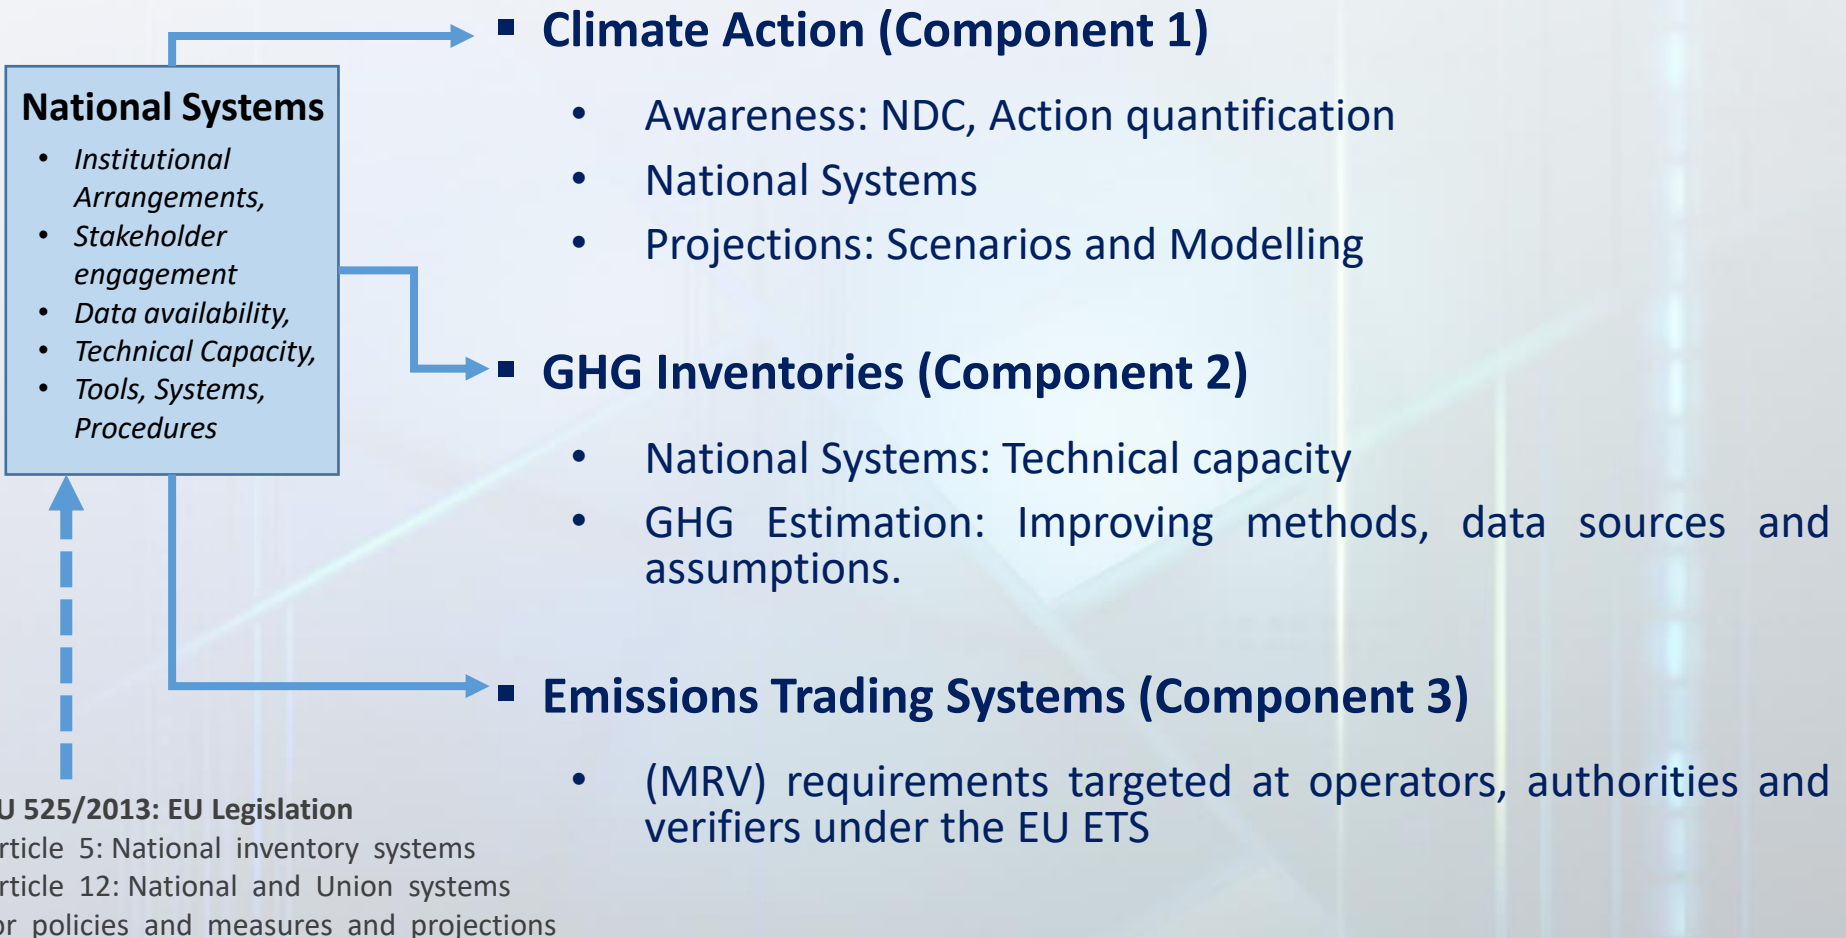 National Systems
• Institutional
Arrangements,
• Stakeholder
engagement
• Data availability,
• Technical Capacity,
• Tools, Systems,
Procedures
U 525/2013: EU Legislation
rticle 5: National inventory systems
rticle 12: National and Union systems
or policies and measures and projections
▪ Climate Action (Component 1)
• Awareness: NDC, Action quantification
• National Systems
• Projections: Scenarios and Modelling
▪ GHG Inventories (Component 2)
• National Systems: Technical capacity
• GHG Estimation: Improving methods, data sources and
assumptions.
▪ Emissions Trading Systems (Component 3)
• (MRV) requirements targeted at operators, authorities and
verifiers under the EU ETS